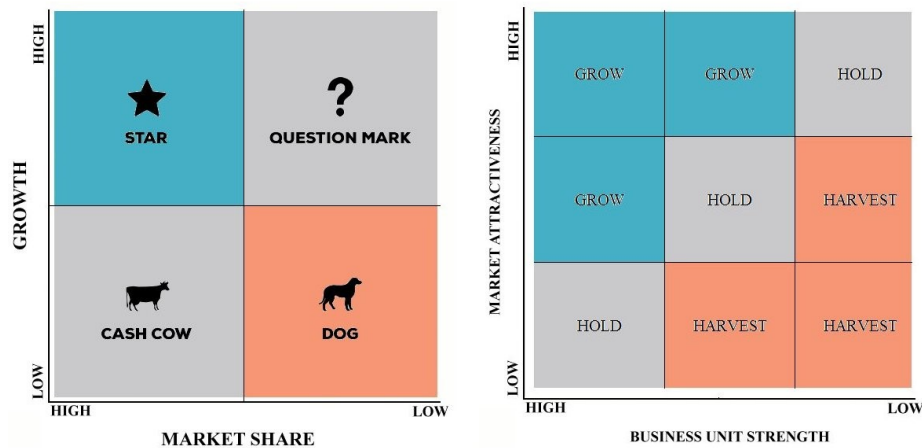 HIGH
STAR
?
QUESTION MARK
GROWTH
CASH COW
DOG
LOW
HIGH
LOW
MARKET SHARE
HIGH
GROW
GROW
HOLD
MARKET ATTRACTIVENESS
GROW
HOLD
HARVEST
HOLD
HARVEST
HARVEST
LOW
HIGH
LOW
BUSINESS UNIT STRENGTH